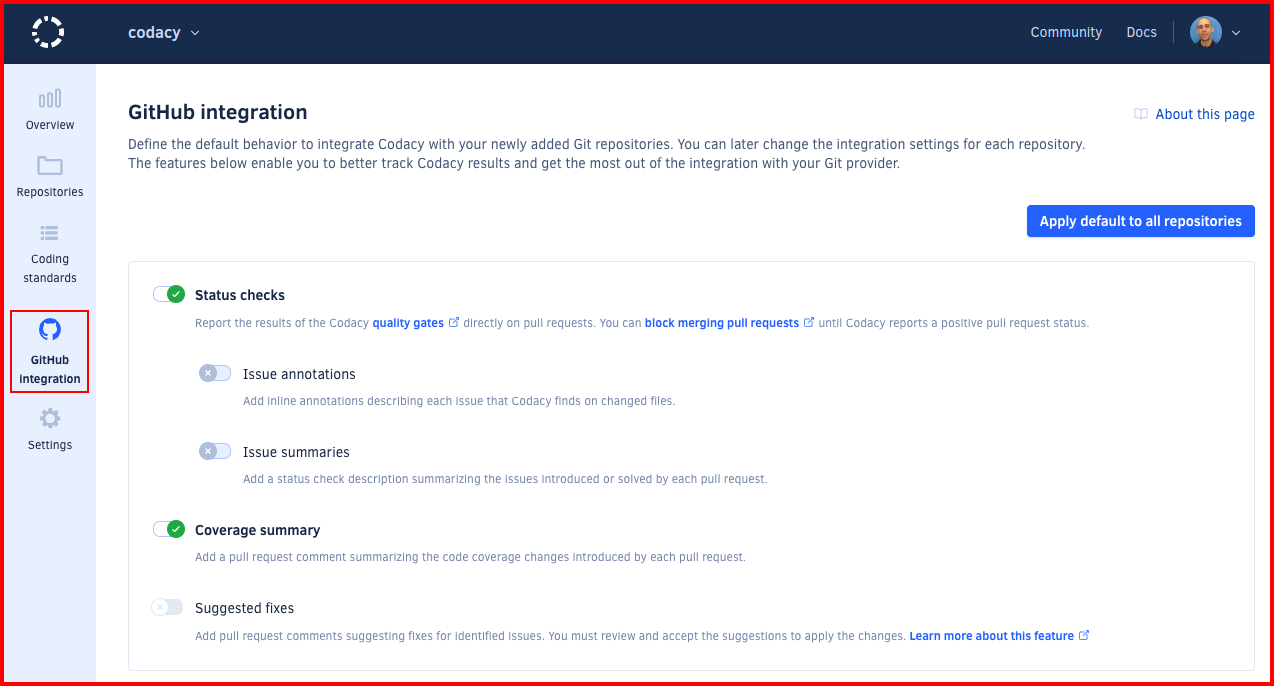 codacy
Community
Docs
Overview
Repositories
Coding
standards
GitHub
integration
Settings
GitHub integration
About this page
Define the default behavior to integrate Codacy with your newly added Git repositories. You can later change the integration settings for each repository.
The features below enable you to better track Codacy results and get the most out of the integration with your Git provider.
Apply default to all repositories
Status checks
Report the results of the Codacy quality gates directly on pull requests. You can block merging pull requests until Codacy reports a positive pull request status.
Issue annotations
Add inline annotations describing each issue that Codacy finds on changed files.
Issue summaries
Add a status check description summarizing the issues introduced or solved by each pull request.
Coverage summary
Add a pull request comment summarizing the code coverage changes introduced by each pull request.
Suggested fixes
Add pull request comments suggesting fixes for identified issues. You must review and accept the suggestions to apply the changes. Learn more about this feature